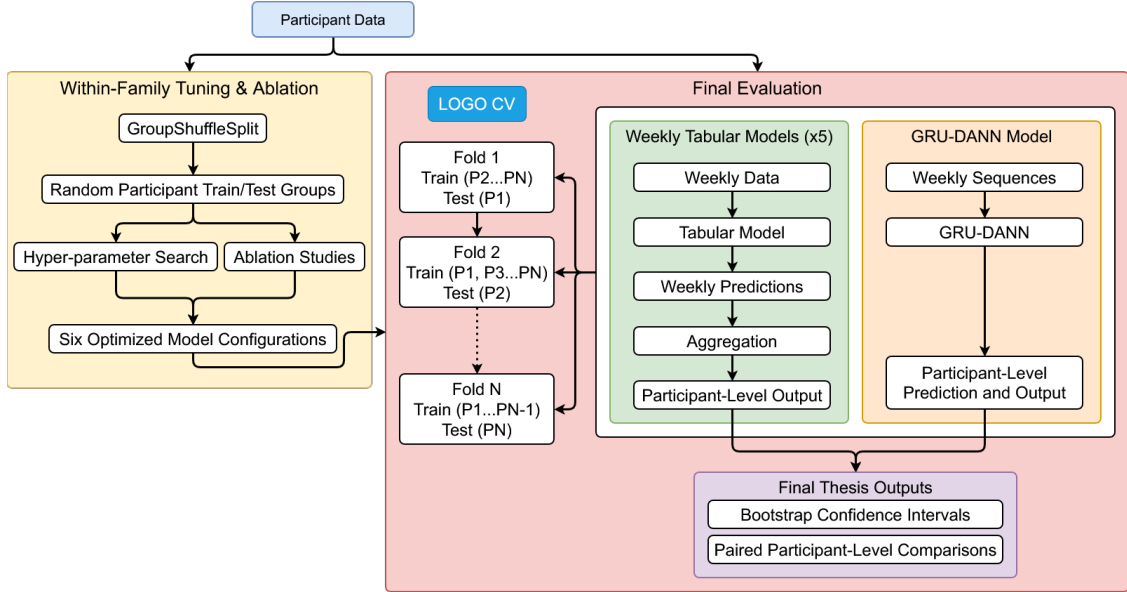 Participant Data
Within-Family Tuning & Ablation
GroupShuffleSplit
Random Participant Train/Test Groups
Hyper-parameter Search
Ablation Studies
Six Optimized Model Configurations
Final Evaluation
LOGO CV
Fold 1
Train (P2...PN)
Test (P1)
Fold 2
Train (P1, P3...PN)
Test (P2)
Fold N
Train (P1...PN-1)
Test (PN)
Weekly Tabular Models (x5)
Weekly Data
Tabular Model
Weekly Predictions
Aggregation
Participant-Level Output
GRU-DANN Model
Weekly Sequences
GRU-DANN
Participant-Level
Prediction and Output
Final Thesis Outputs
Bootstrap Confidence Intervals
Paired Participant-Level Comparisons